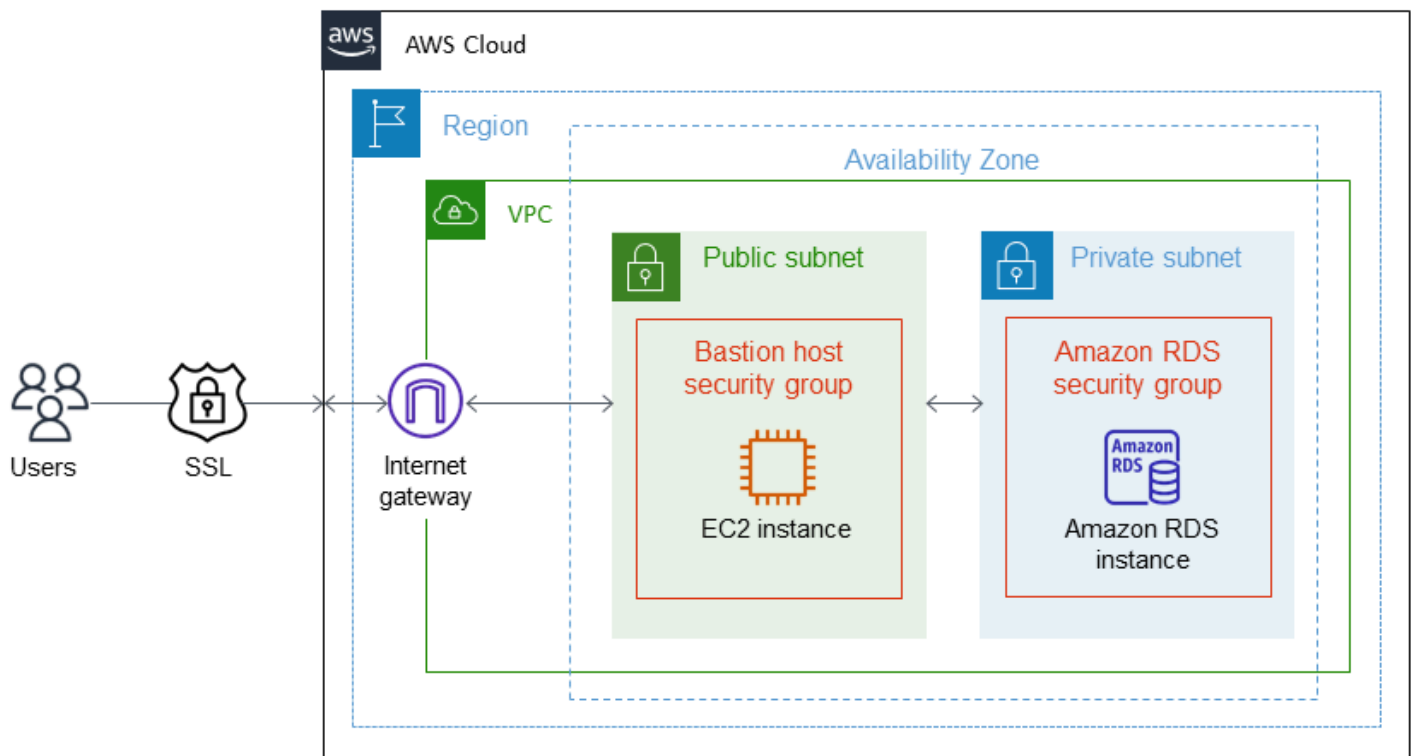 aws
AWS Cloud
Region
Availability Zone
VPC
Public subnet
Private subnet
Bastion host
security group
Amazon RDS
security group
Amazon
RDS
Users
SSL
Internet
gateway
EC2 instance
Amazon RDS
instance